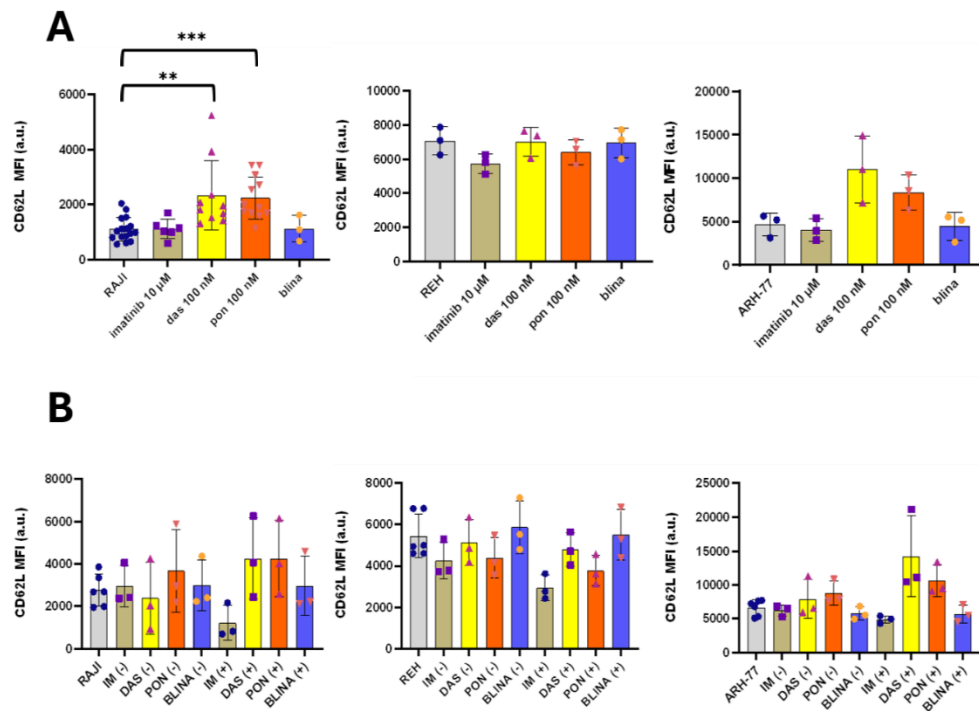 A
***
**
CD62L MFI (a.u.)
6000
4000
2000
0
RAJI
imatinib 10 µM
das 100 nM
pon 100 nM
blina
CD62L MFI (a.u.)
10000
8000
6000
4000
2000
0
REH
imatinib 10 µM
das 100 nM
pon 100 nM
blina
CD62L MFI (a.u.)
20000
15000
10000
5000
0
ARH-77
imatinib 10 µM
das 100 nM
pon 100 nM
blina
B
CD62L MFI (a.u.)
8000
6000
4000
2000
0
RAJI
IM (-)
DAS (-)
PON (-)
BLINA (-)
IM (+)
DAS (+)
PON (+)
BLINA (+)
CD62L MFI (a.u.)
8000
6000
4000
2000
0
REH
IM (-)
DAS (-)
PON (-)
BLINA (-)
IM (+)
DAS (+)
PON (+)
BLINA (+)
CD62L MFI (a.u.)
25000
20000
15000
10000
5000
0
ARH-77
IM (-)
DAS (-)
PON (-)
BLINA (-)
IM (+)
DAS (+)
PON (+)
BLINA (+)